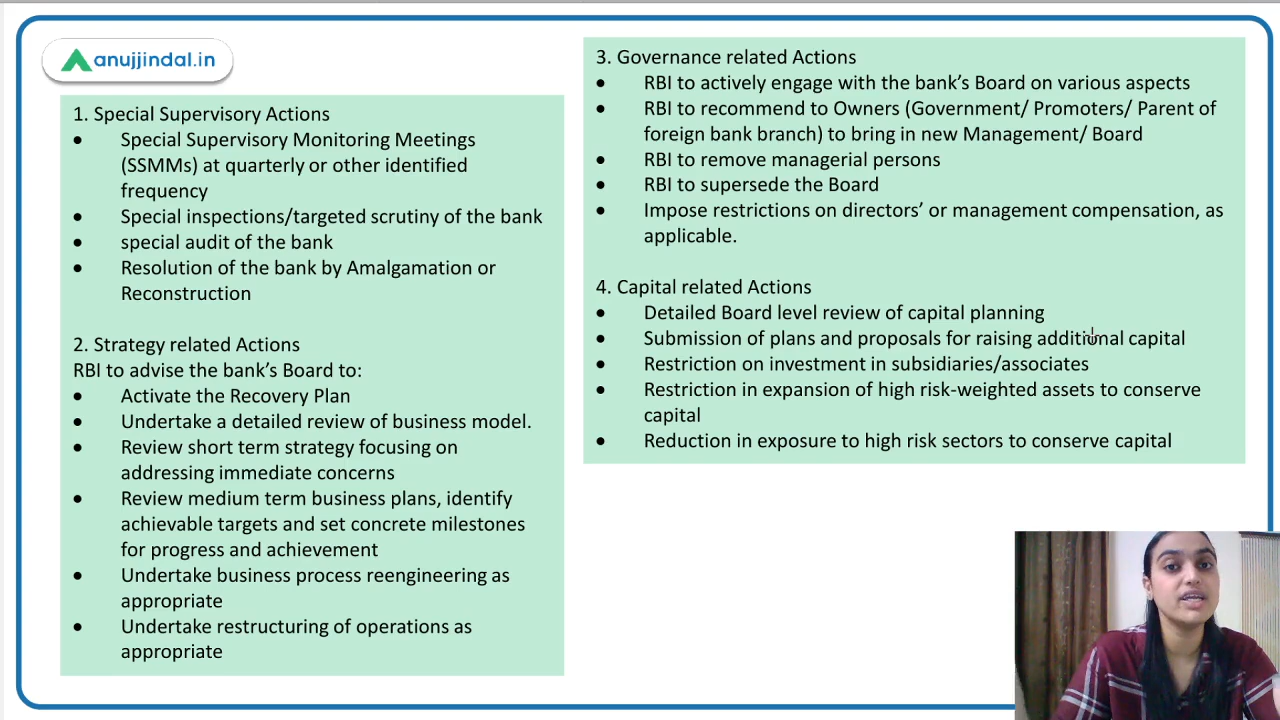 anujjindal.in
1. Special Supervisory Actions
• Special Supervisory Monitoring Meetings
(SSMMs) at quarterly or other identified
frequency
• Special inspections/targeted scrutiny of the bank
• special audit of the bank
• Resolution of the bank by Amalgamation or
Reconstruction
2. Strategy related Actions
RBI to advise the bank’s Board to:
• Activate the Recovery Plan
• Undertake a detailed review of business model.
• Review short term strategy focusing on
addressing immediate concerns
• Review medium term business plans, identify
achievable targets and set concrete milestones
for progress and achievement
• Undertake business process reengineering as
appropriate
• Undertake restructuring of operations as
appropriate
3. Governance related Actions
• RBI to actively engage with the bank’s Board on various aspects
• RBI to recommend to Owners (Government/ Promoters/ Parent of
foreign bank branch) to bring in new Management/ Board
• RBI to remove managerial persons
• RBI to supersede the Board
• Impose restrictions on directors’ or management compensation, as
applicable.
4. Capital related Actions
• Detailed Board level review of capital planning
• Submission of plans and proposals for raising additional capital
• Restriction on investment in subsidiaries/associates
• Restriction in expansion of high risk-weighted assets to conserve
capital
• Reduction in exposure to high risk sectors to conserve capital